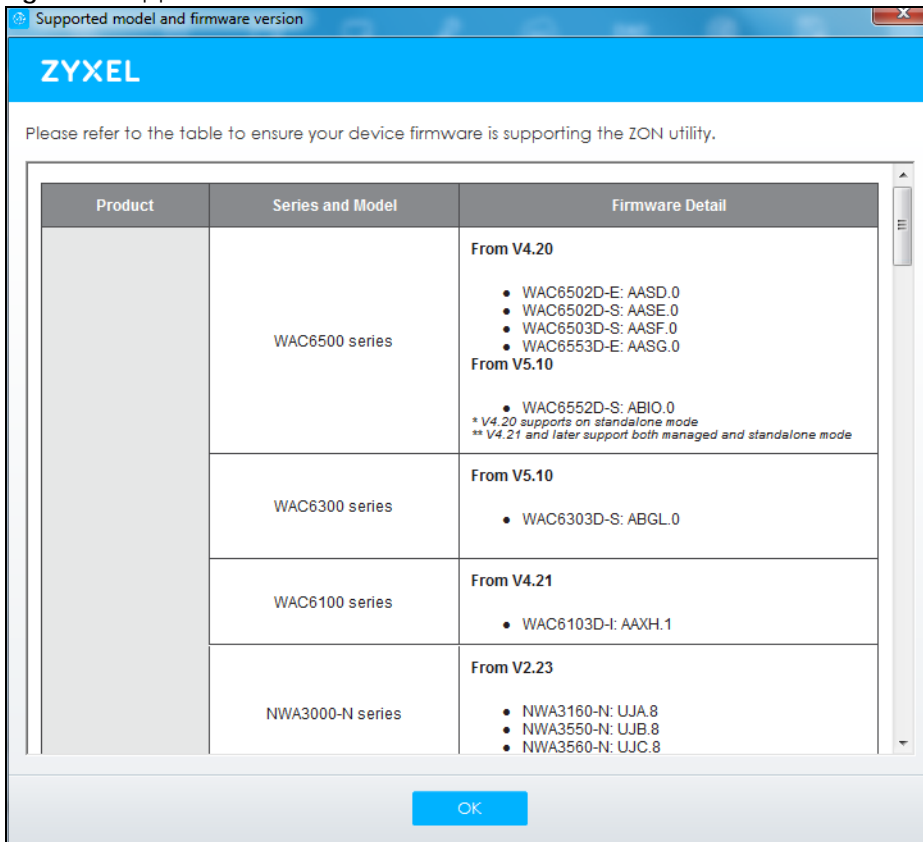 Supported model and firmware version
ZYXEL
Please refer to the table to ensure your device firmware is supporting the ZON utility.
Product Series and Model Firmware Detail
WAC6500 series
From V4.20
• WAC6502D-E: AASD.0
• WAC6502D-S: AASE.0
• WAC6503D-S: AASF.0
• WAC6553D-E: AASG.0
From V5.10
• WAC6552D-S: ABIO.0
* V4.20 supports on standalone mode
** V4.21 and later support both managed and standalone mode
WAC6300 series
From V5.10
• WAC6303D-S: ABGL.0
WAC6100 series
From V4.21
• WAC6103D-I: AAXH.1
NWA3000-N series
From V2.23
• NWA3160-N: UJA.8
• NWA3550-N: UJB.8
• NWA3560-N: UJC.8
OK